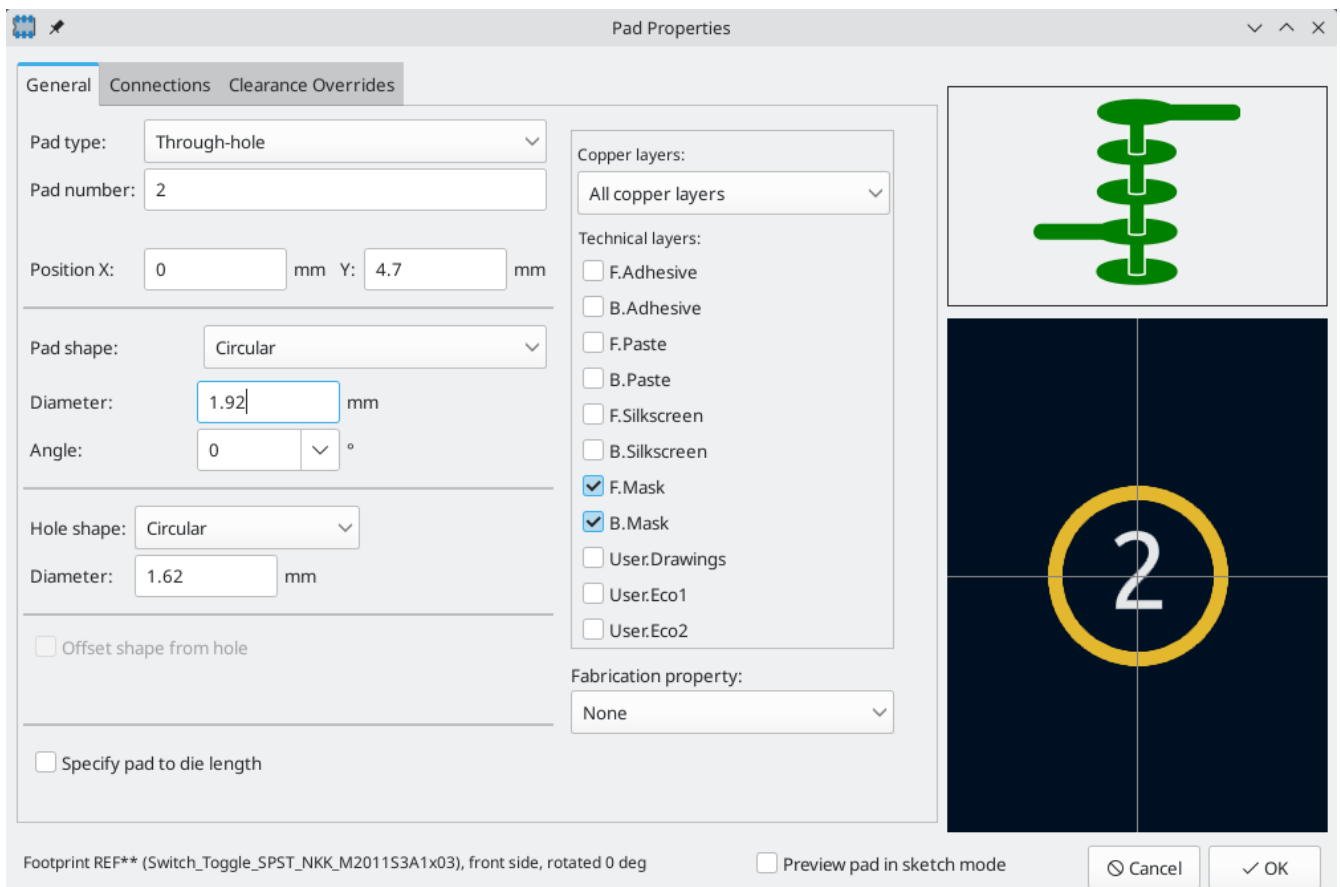 Pad Properties
General Connections Clearance Overrides
Pad type: Through-hole
Pad number: 2
Position X: 0 mm Y: 4.7 mm
Pad shape: Circular
Diameter: 1.92 mm
Angle: 0 °
Hole shape: Circular
Diameter: 1.62 mm
Offset shape from hole
Specify pad to die length
Copper layers:
All copper layers
Technical layers:
F.Adhesive
B.Adhesive
F.Paste
B.Paste
F.Silkscreen
B.Silkscreen
F.Mask
B.Mask
User.Drawings
User.Eco1
User.Eco2
Fabrication property:
None
2
Footprint REF** (Switch_Toggle_SPST_NKK_M2011S3A1x03), front side, rotated 0 deg
Preview pad in sketch mode
Cancel
OK